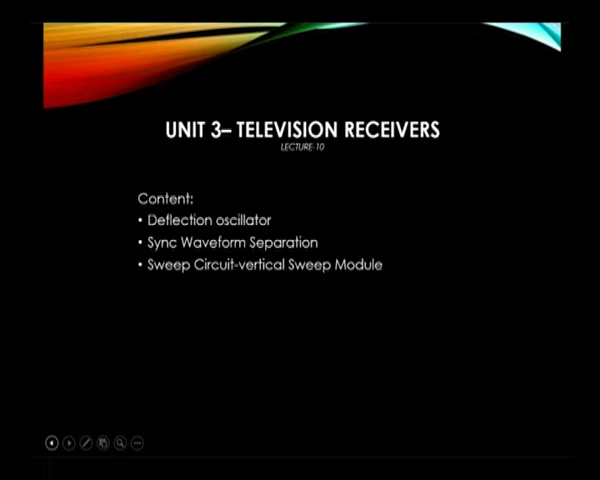 UNIT 3– TELEVISION RECEIVERS
LECTURE-10
Content:
• Deflection oscillator
• Sync Waveform Separation
• Sweep Circuit-vertical Sweep Module